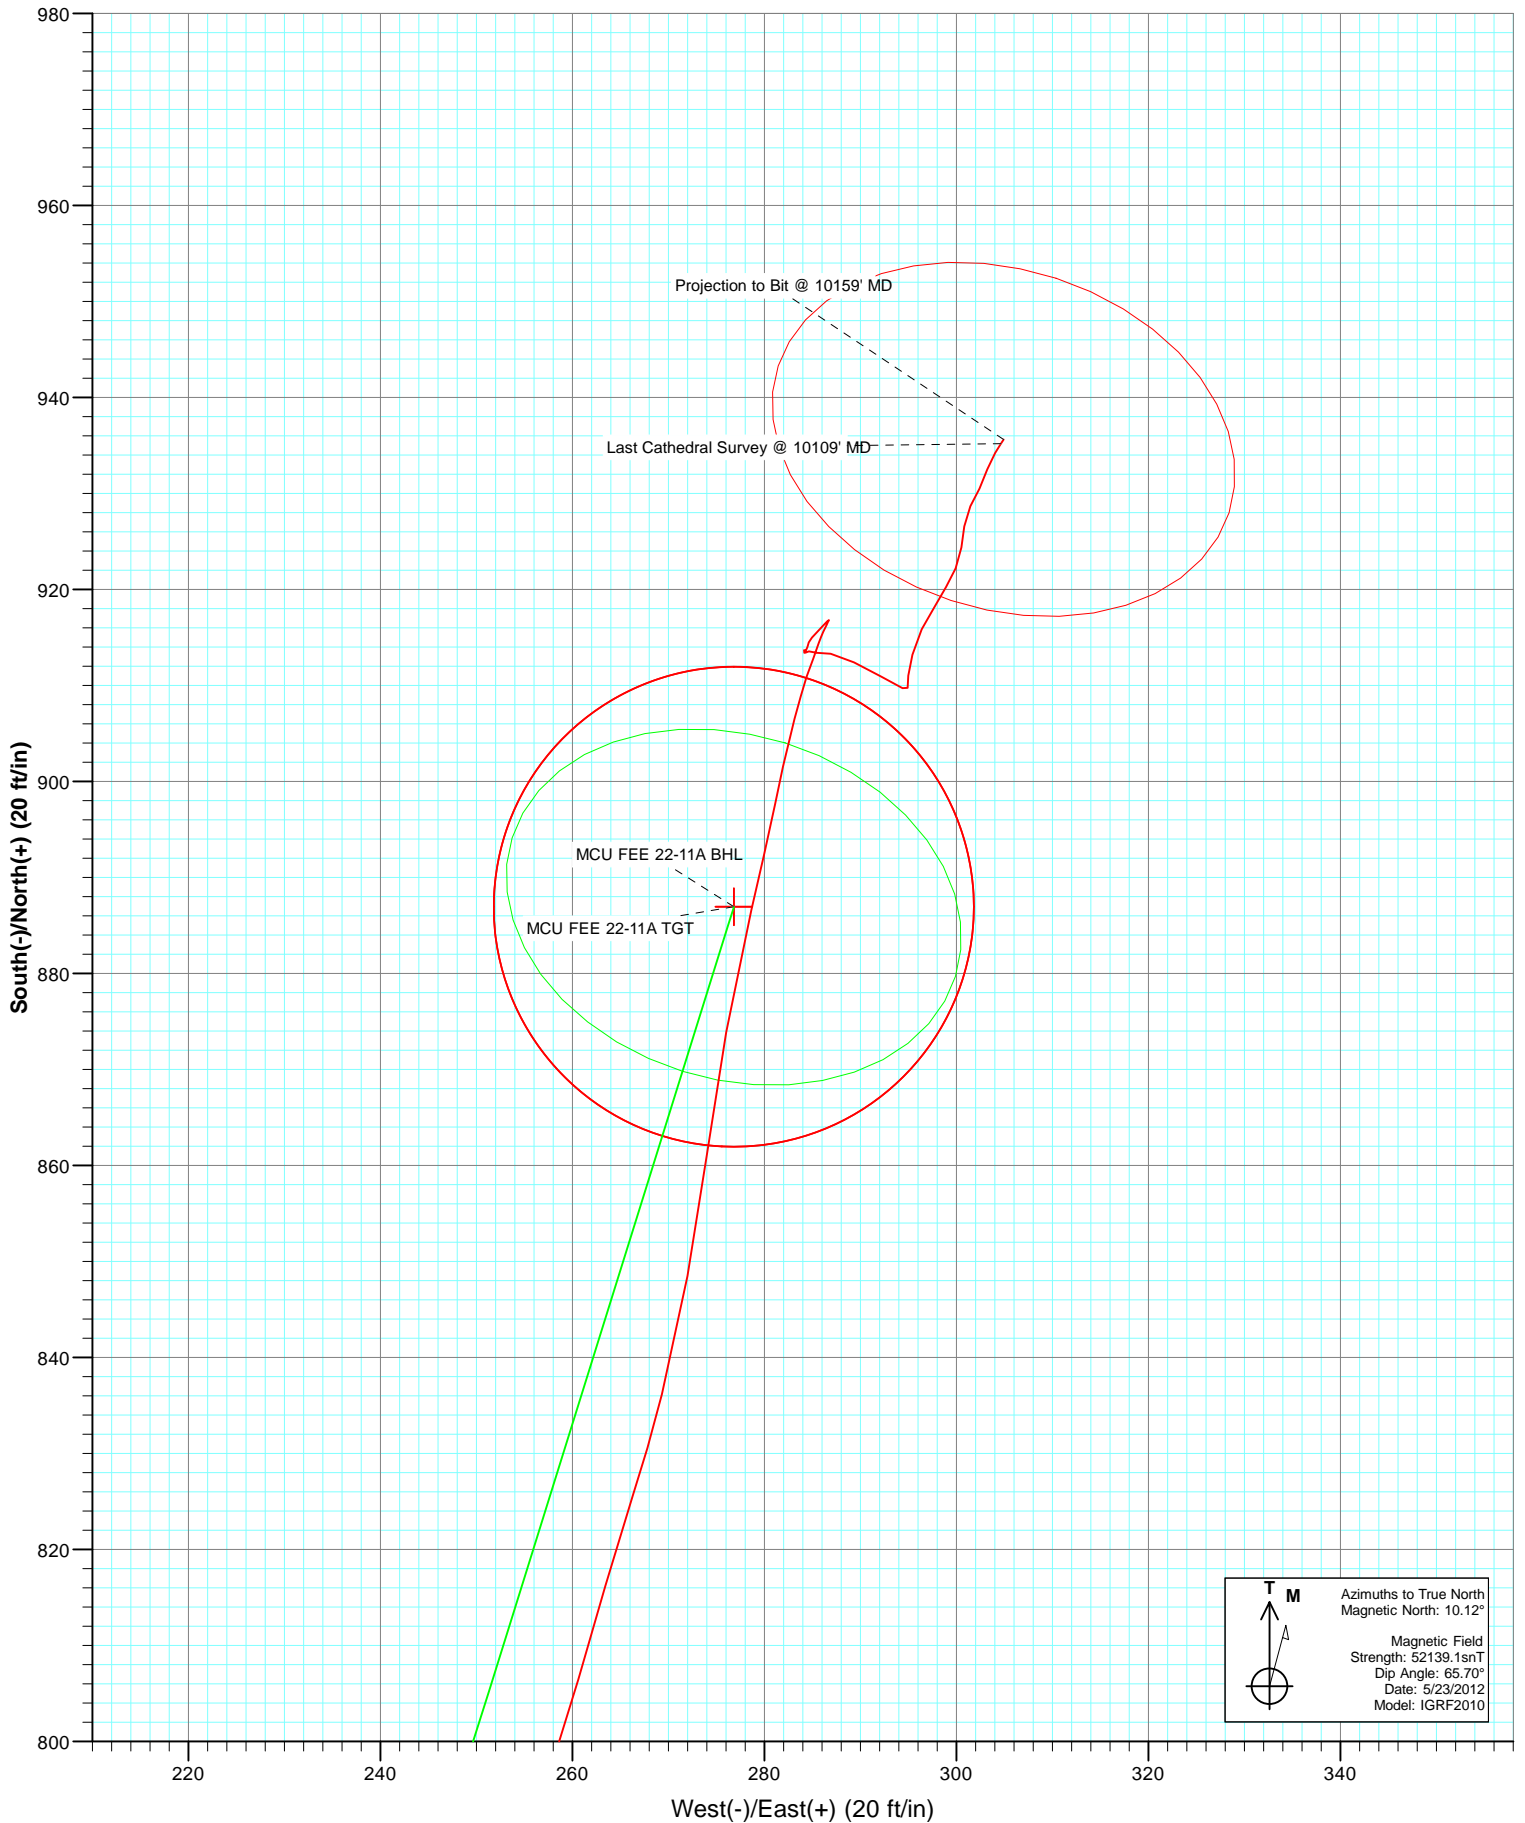 980
960
940
920
900
880
860
840
820
800
South(-)/North(+) (20 ft/in)
Projection to Bit @ 10159' MD
Last Cathedral Survey @ 10109' MD
MCU FEE 22-11A BHL
MCU FEE 22-11A TGT
T M
Azimuths to True North
Magnetic North: 10.12°
Magnetic Field
Strength: 52139.1snT
Dip Angle: 65.70°
Date: 5/23/2012
Model: IGRF2010
220 240 260 280 300 320 340
West(-)/East(+) (20 ft/in)